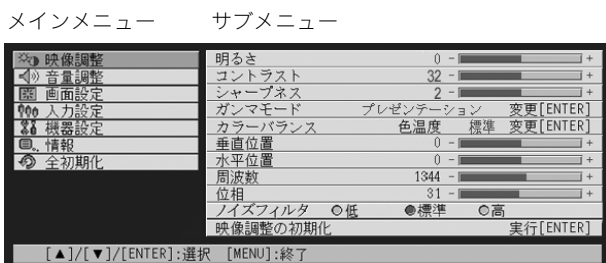 メインメニュー サブメニュー
映像調整
音量調整
画面設定
入力設定
機器設定
情報
全初期化
明るさ 0 - +
コントラスト 32 - +
シャープネス 2 - +
ガンマモード プレゼンテーション 変更[ENTER]
カラーバランス 色温度 標準 変更[ENTER]
垂直位置 0 - +
水平位置 0 - +
周波数 1344 - +
位相 31 - +
ノイズフィルタ 低 標準 高
映像調整の初期化 実行[ENTER]
[▲]/[▼]/[ENTER]:選択 [MENU]:終了